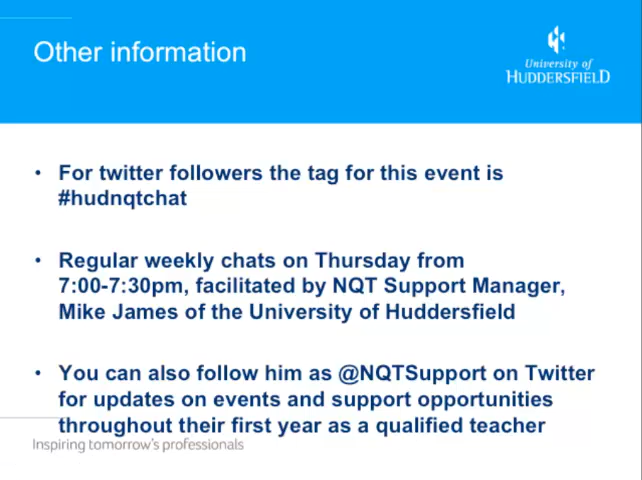 Other information
University of
HUDDERSFIELD
• For twitter followers the tag for this event is
#hudnqtchat
• Regular weekly chats on Thursday from
7:00-7:30pm, facilitated by NQT Support Manager,
Mike James of the University of Huddersfield
• You can also follow him as @NQTSupport on Twitter
for updates on events and support opportunities
throughout their first year as a qualified teacher
Inspiring tomorrow's professionals